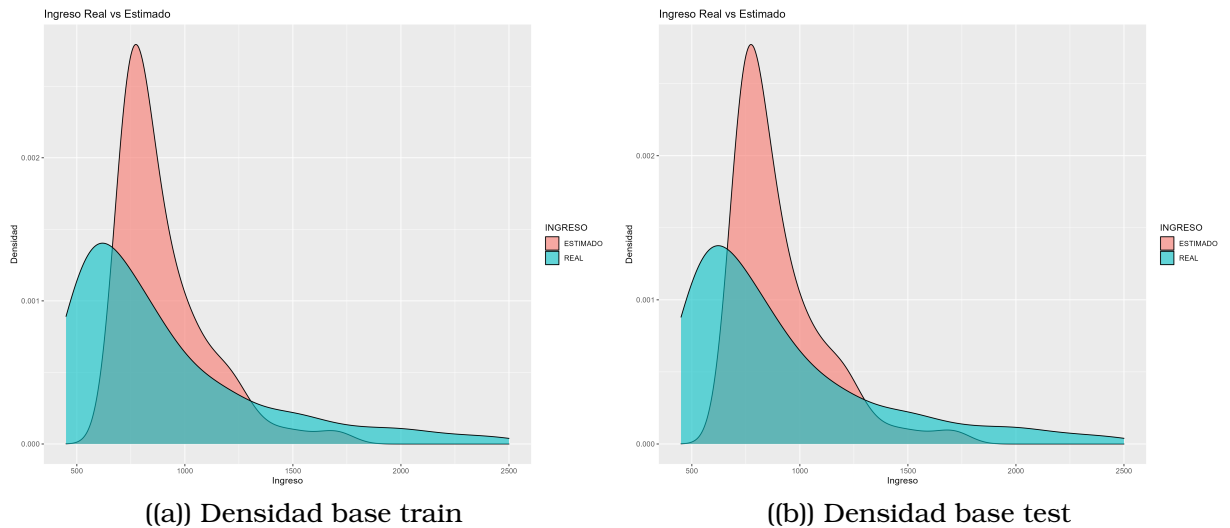 Ingreso Real vs Estimado
0.002
0.001
0.000
Densidad
500
1000
1500
2000
2500
Ingreso
INGRESO
ESTIMADO
REAL
((a)) Densidad base train
Ingreso Real vs Estimado
0.002
0.001
0.000
Densidad
500
1000
1500
2000
2500
Ingreso
INGRESO
ESTIMADO
REAL
((b)) Densidad base test